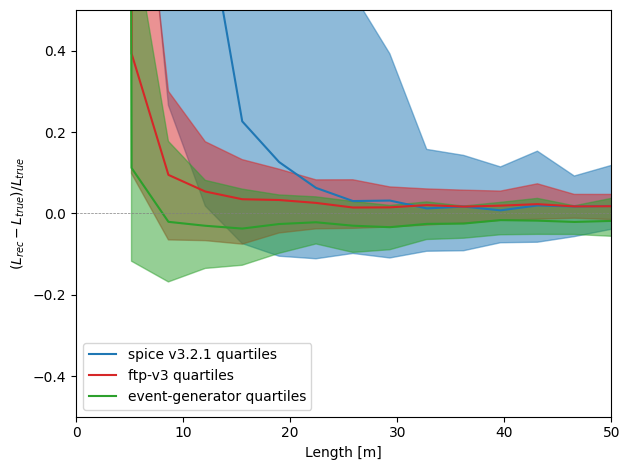 0.4
0.2
0.0
−0.2
−0.4
(L_rec − L_true)/L_true
spice v3.2.1 quartiles
ftp-v3 quartiles
event-generator quartiles
0 10 20 30 40 50
Length [m]